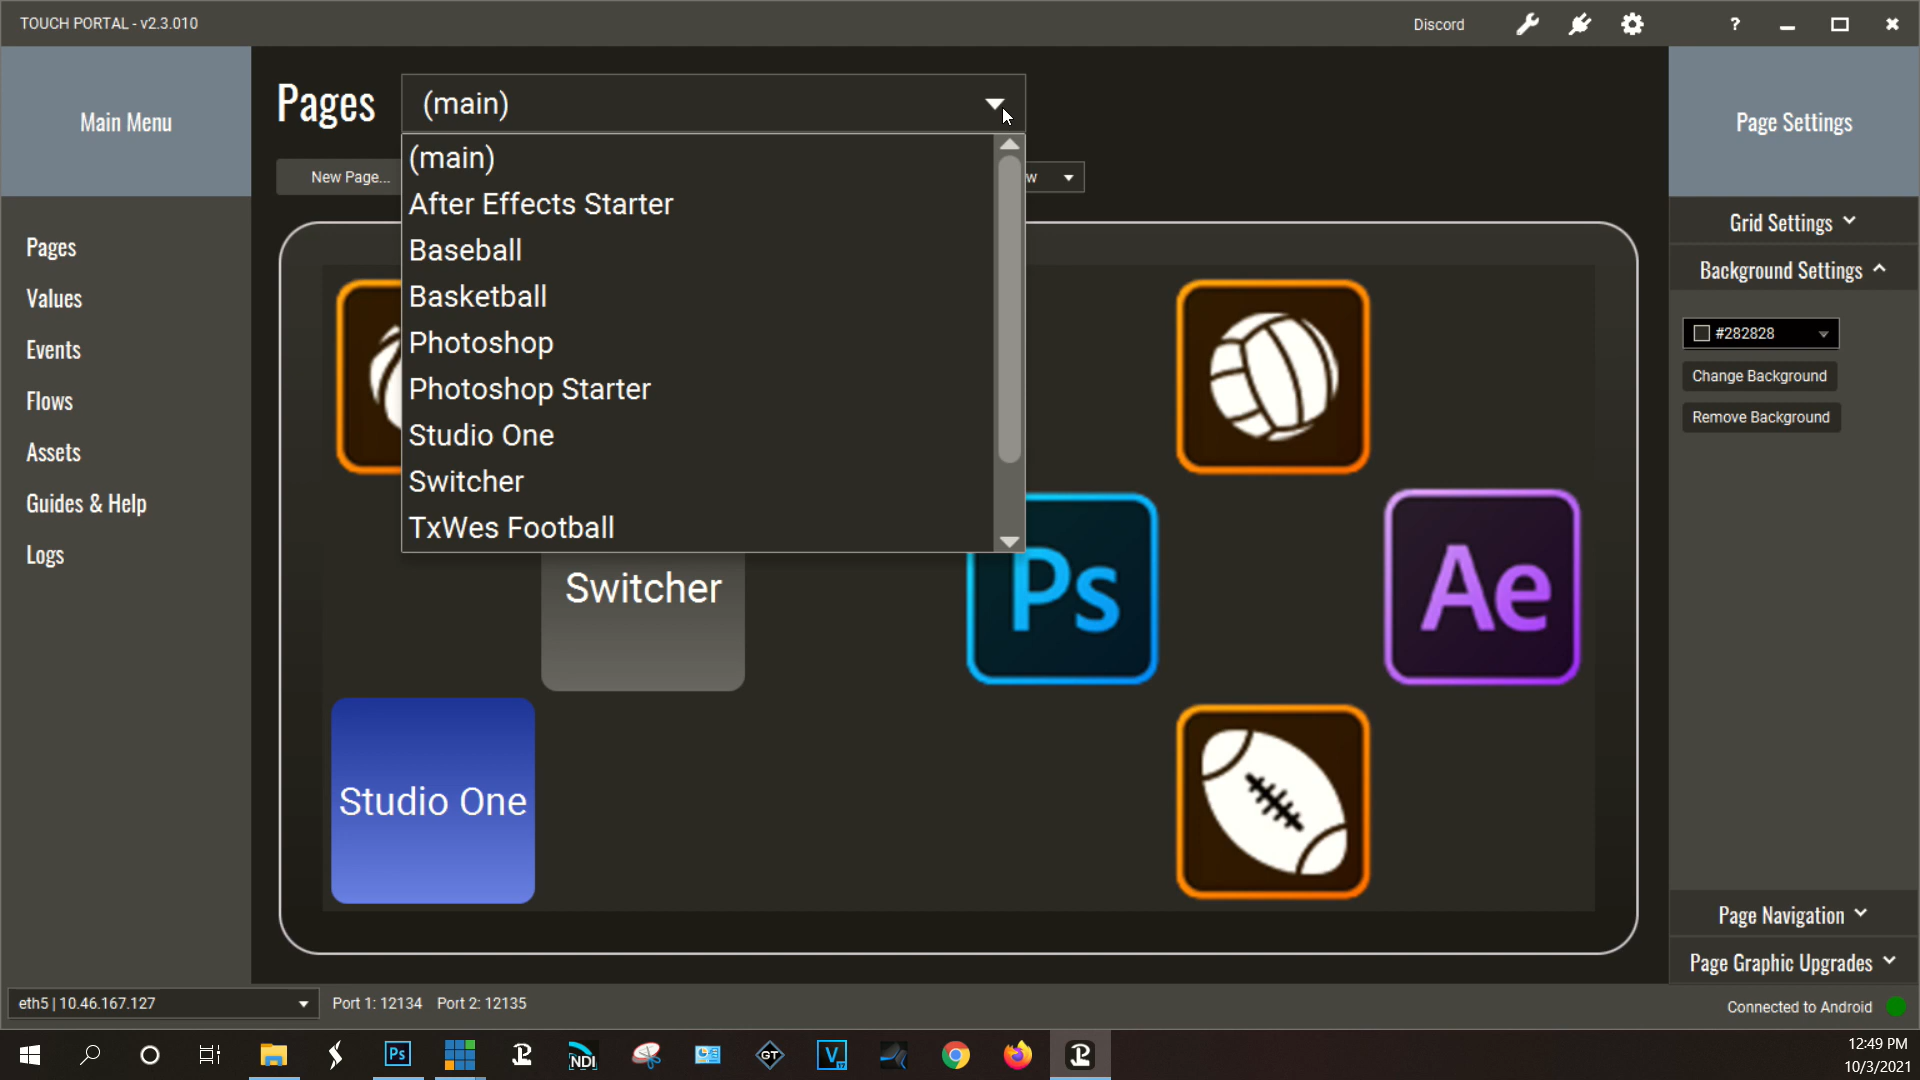 TOUCH PORTAL - v2.3.010
Discord
?
Main Menu
Pages
(main)
Page Settings
New Page...
w
(main)
After Effects Starter
Baseball
Basketball
Photoshop
Photoshop Starter
Studio One
Switcher
TxWes Football
Pages
Values
Events
Flows
Assets
Guides & Help
Logs
Grid Settings
Background Settings
#282828
Change Background
Remove Background
Switcher
Ps
Ae
Studio One
Page Navigation
Page Graphic Upgrades
eth5 | 10.46.167.127
Port 1: 12134 Port 2: 12135
Connected to Android
Ps
NDI
GT
V
12:49 PM
10/3/2021